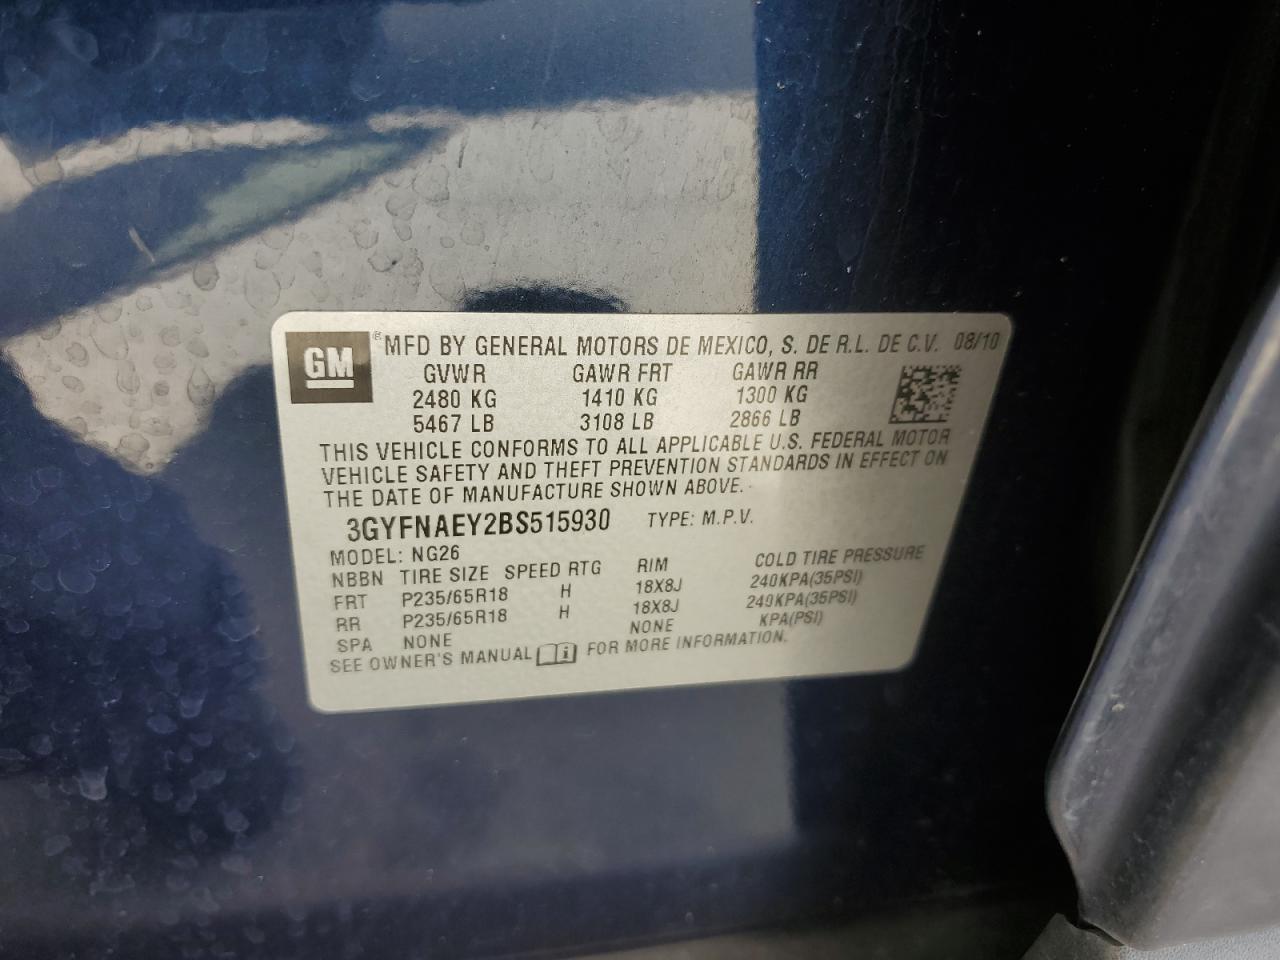 GM ® MFD BY GENERAL MOTORS DE MEXICO, S. DE R.L. DE C.V. 08/10
GVWR GAWR FRT GAWR RR
2480 KG 1410 KG 1300 KG
5467 LB 3108 LB 2866 LB
THIS VEHICLE CONFORMS TO ALL APPLICABLE U.S. FEDERAL MOTOR
VEHICLE SAFETY AND THEFT PREVENTION STANDARDS IN EFFECT ON
THE DATE OF MANUFACTURE SHOWN ABOVE.
3GYFNAEY2BS515930 TYPE: M.P.V.
MODEL: NG26
NBBN TIRE SIZE SPEED RTG RIM COLD TIRE PRESSURE
FRT P235/65R18 H 18X8J 240KPA(35PSI)
RR P235/65R18 H 18X8J 240KPA(35PSI)
SPA NONE NONE KPA(PSI)
SEE OWNER'S MANUAL i FOR MORE INFORMATION.